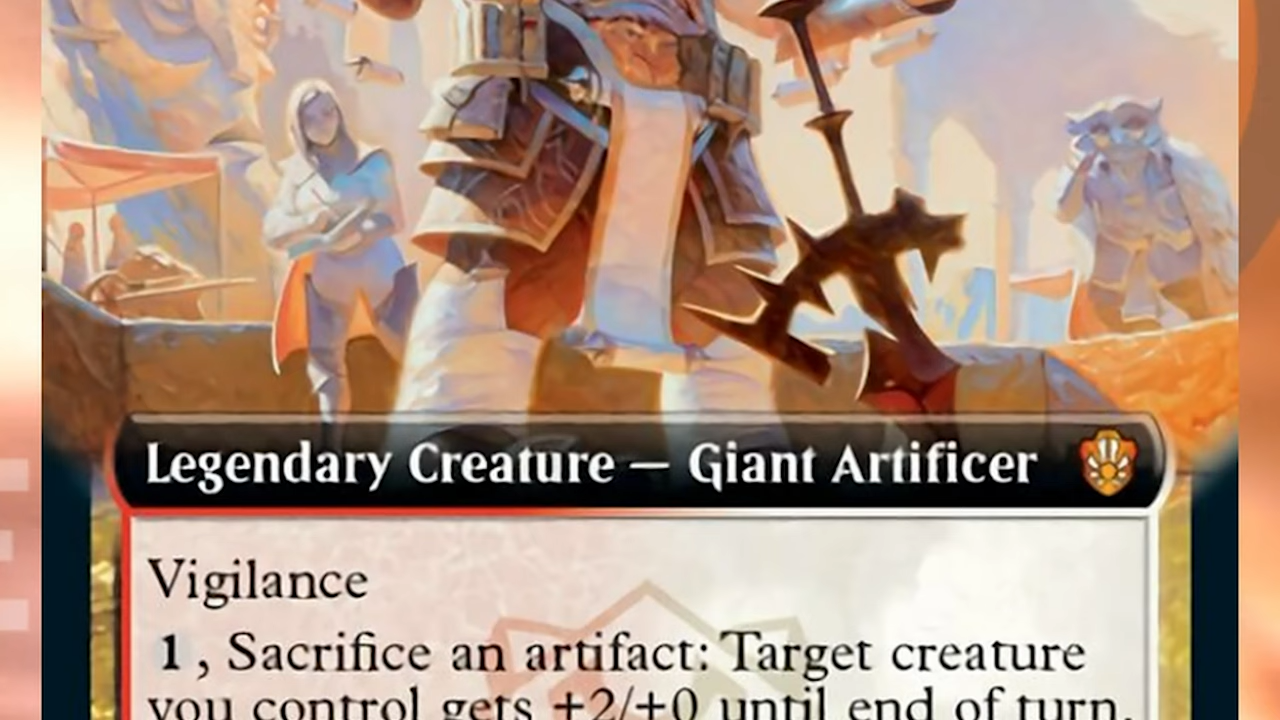 Legendary Creature — Giant Artificer
Vigilance
1, Sacrifice an artifact: Target creature
you control gets +2/+0 until end of turn.